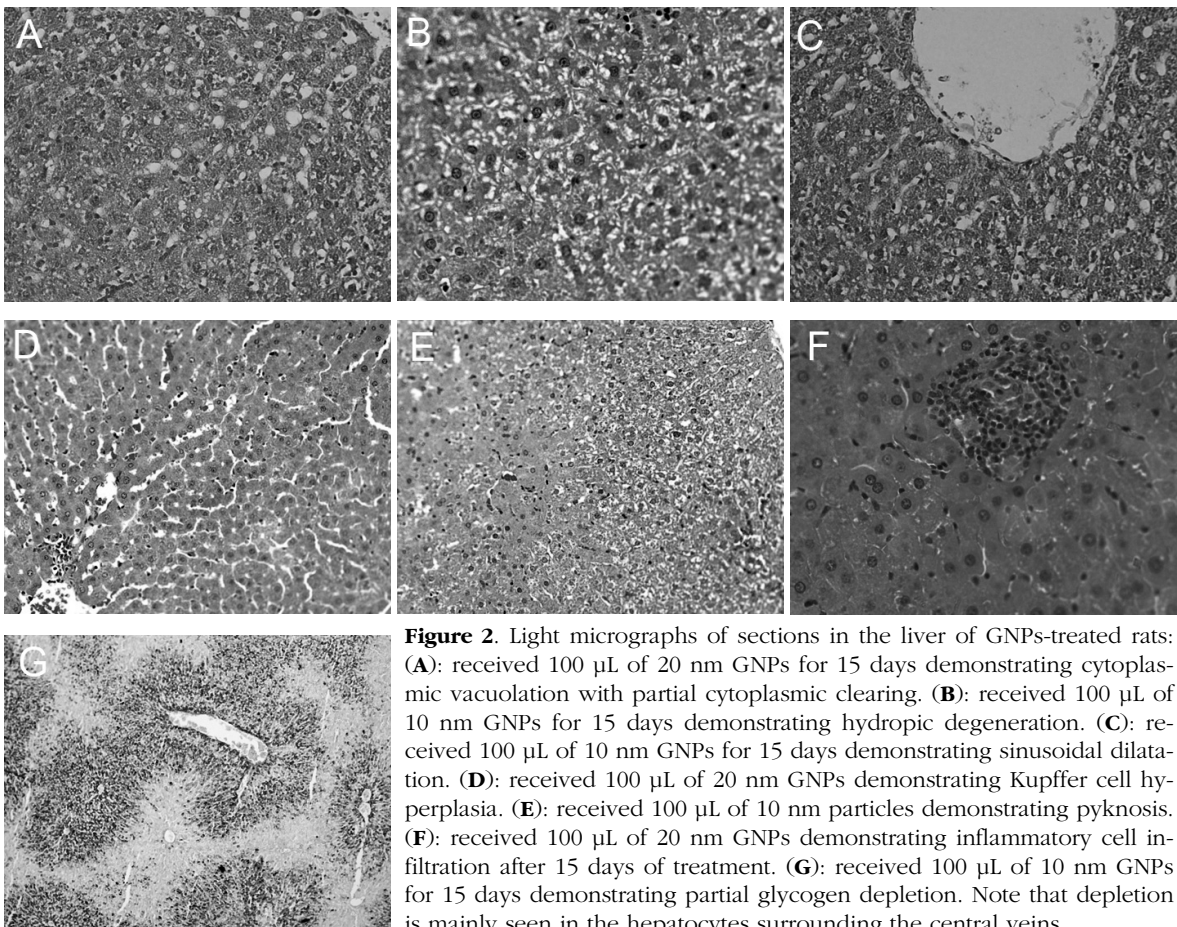 A
B
C
D
E
F
G
Figure 2. Light micrographs of sections in the liver of GNPs-treated rats:
(A): received 100 µL of 20 nm GNPs for 15 days demonstrating cytoplas-
mic vacuolation with partial cytoplasmic clearing. (B): received 100 µL of
10 nm GNPs for 15 days demonstrating hydropic degeneration. (C): re-
ceived 100 µL of 10 nm GNPs for 15 days demonstrating sinusoidal dilata-
tion. (D): received 100 µL of 20 nm GNPs demonstrating Kupffer cell hy-
perplasia. (E): received 100 µL of 10 nm particles demonstrating pyknosis.
(F): received 100 µL of 20 nm GNPs demonstrating inflammatory cell in-
filtration after 15 days of treatment. (G): received 100 µL of 10 nm GNPs
for 15 days demonstrating partial glycogen depletion. Note that depletion
is mainly seen in the hepatocytes surrounding the central veins